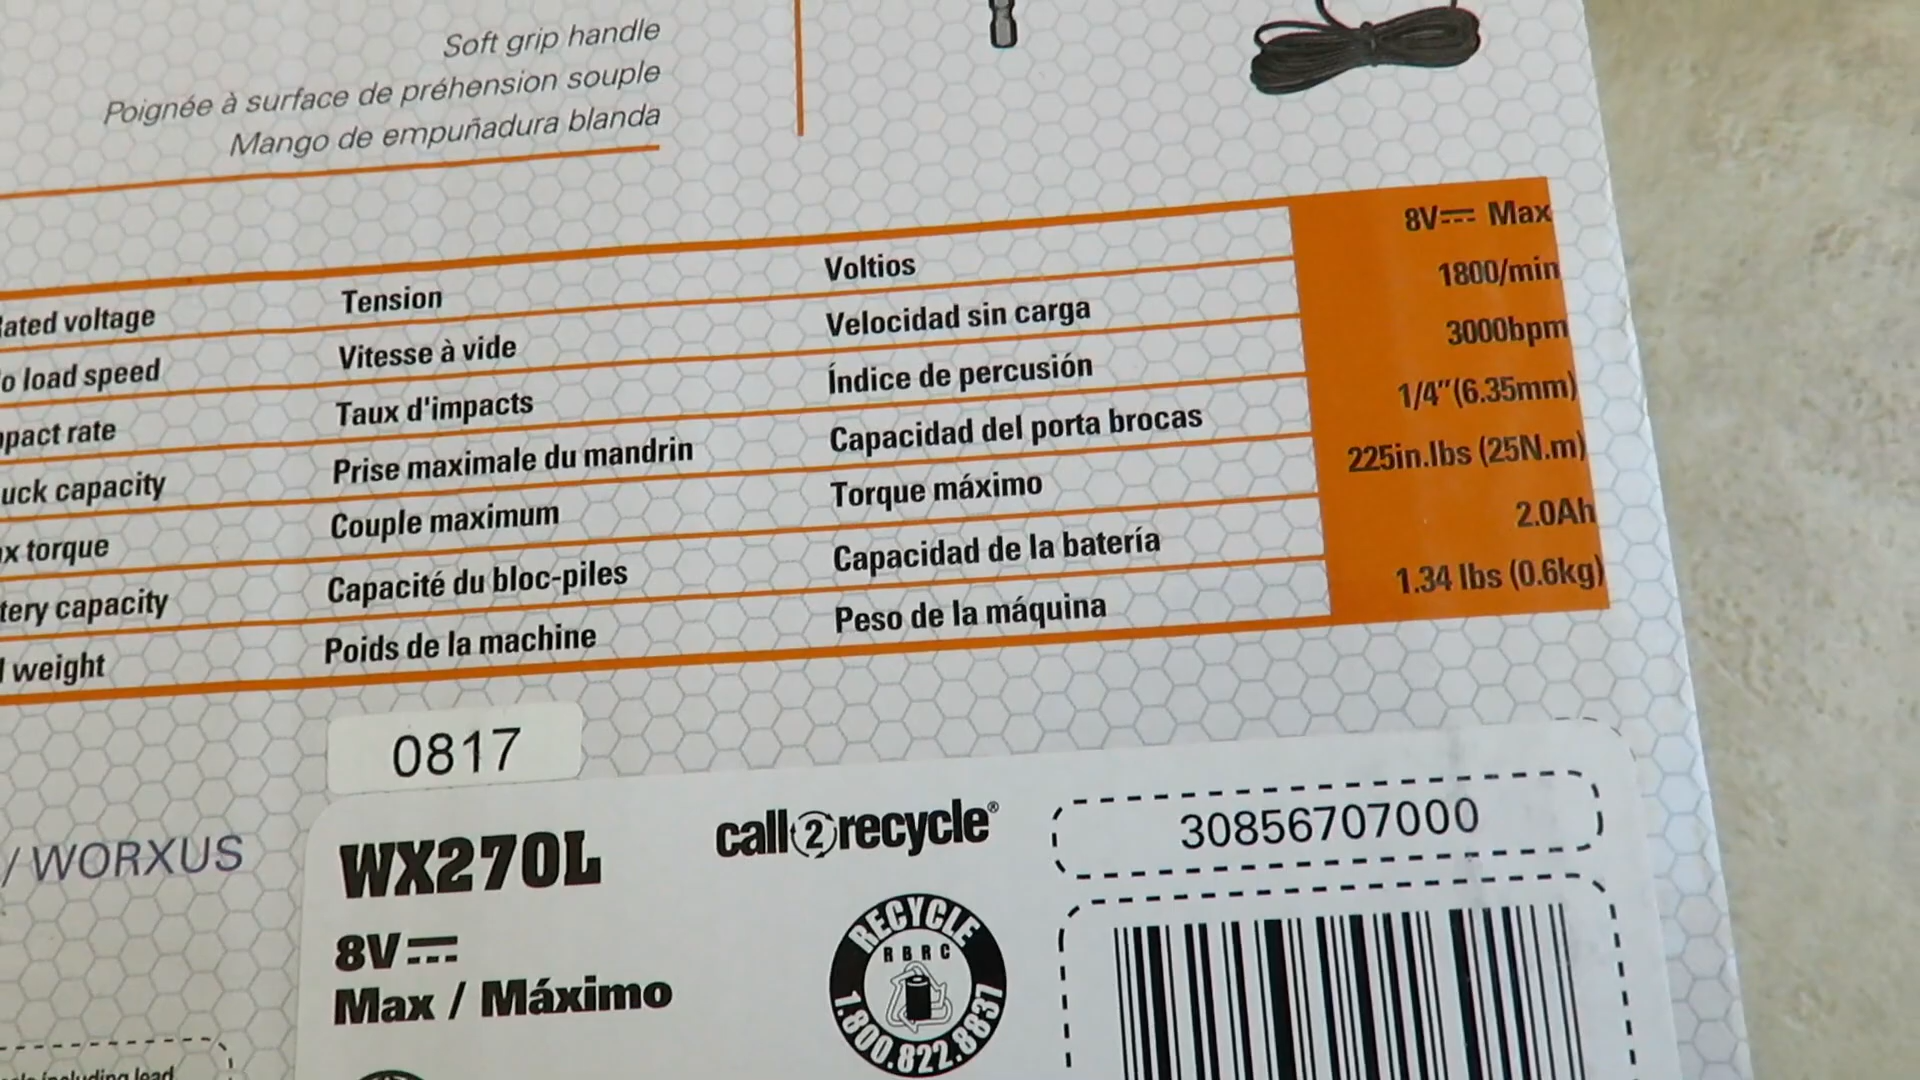 Soft grip handle
Poignée à surface de préhension souple
Mango de empuñadura blanda
voltage Tension Voltios 8V Max
load speed Vitesse à vide Velocidad sin carga 1800/min
rate Taux d'impacts Índice de percusión 3000bpm
capacity Prise maximale du mandrin Capacidad del porta brocas 1/4"(6.35mm)
torque Couple maximum Torque máximo 225in.lbs (25N.m)
capacity Capacité du bloc-piles Capacidad de la batería 2.0Ah
weight Poids de la machine Peso de la máquina 1.34 lbs (0.6kg)
0817
/ WORXUS
WX270L
8V
Max / Máximo
call2recycle®
RECYCLE
RBRC
1.800.822.8837
30856707000
including lead